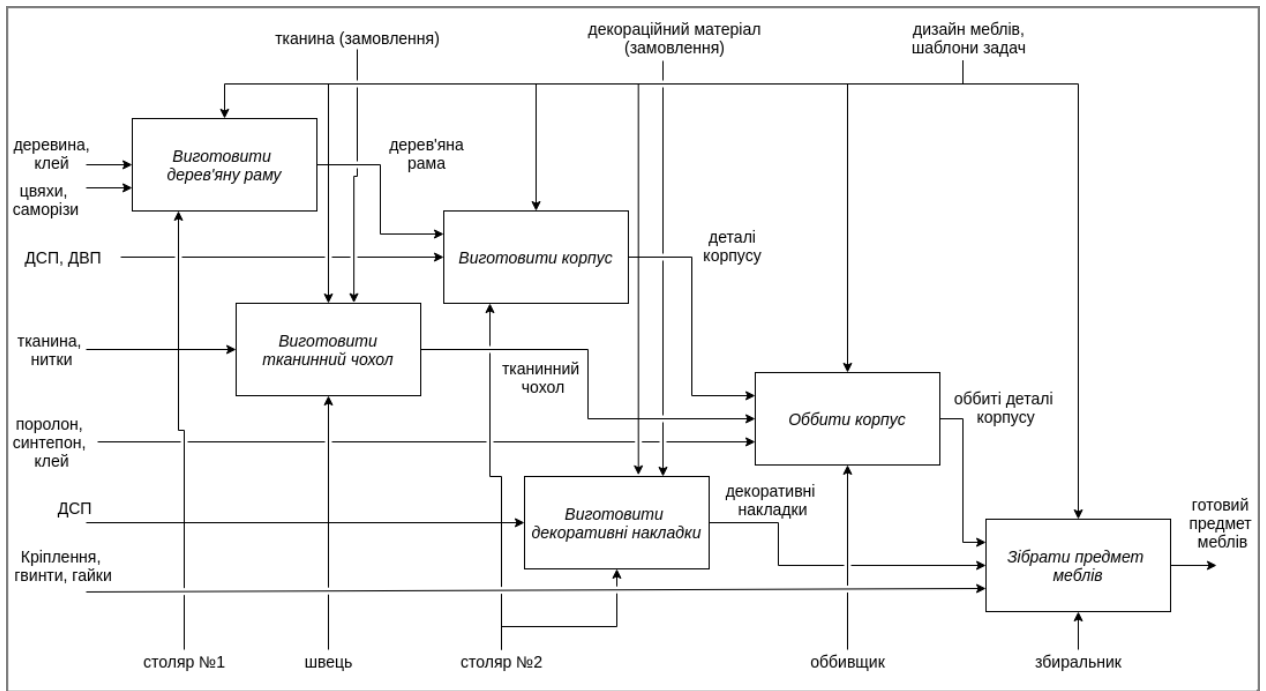 тканина (замовлення)
декораційний матеріал
(замовлення)
дизайн меблів,
шаблони задач
деревина,
клей
цвяхи,
саморізи
Виготовити
дерев'яну раму
дерев'яна
рама
ДСП, ДВП
Виготовити корпус
деталі
корпусу
тканина,
нитки
Виготовити
тканинний чохол
тканинний
чохол
поролон,
синтепон,
клей
Оббити корпус
оббиті деталі
корпусу
ДСП
Виготовити
декоративні накладки
декоративні
накладки
Кріплення,
гвинти, гайки
Зібрати предмет
меблів
готовий
предмет
меблів
столяр №1
швець
столяр №2
оббивщик
збиральник